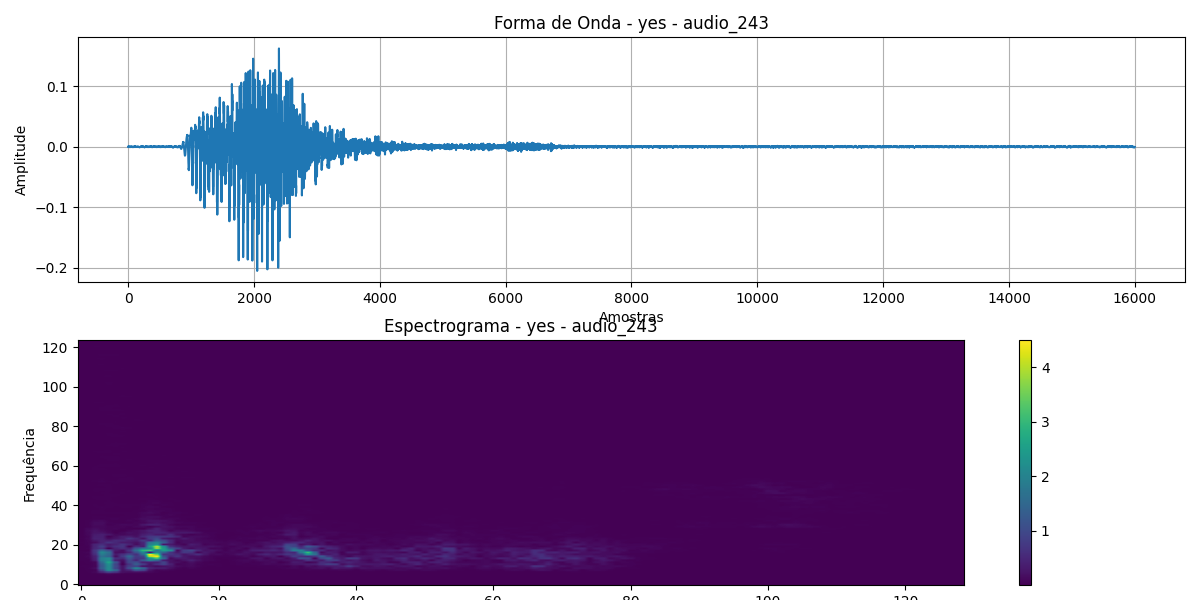 Forma de Onda - yes - audio_243
Amplitude
0.1
0.0
−0.1
−0.2
0 2000 4000 6000 8000 10000 12000 14000 16000
Amostras
Espectrograma - yes - audio_243
Frequência
120
100
80
60
40
20
0
0 20 40 60 80 100 120
4
3
2
1